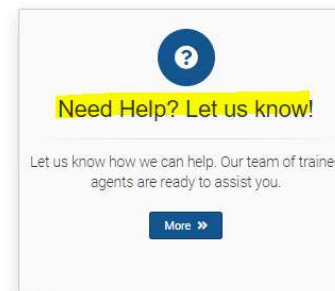 Need Help? Let us know!
Let us know how we can help. Our team of traine
agents are ready to assist you.
More »